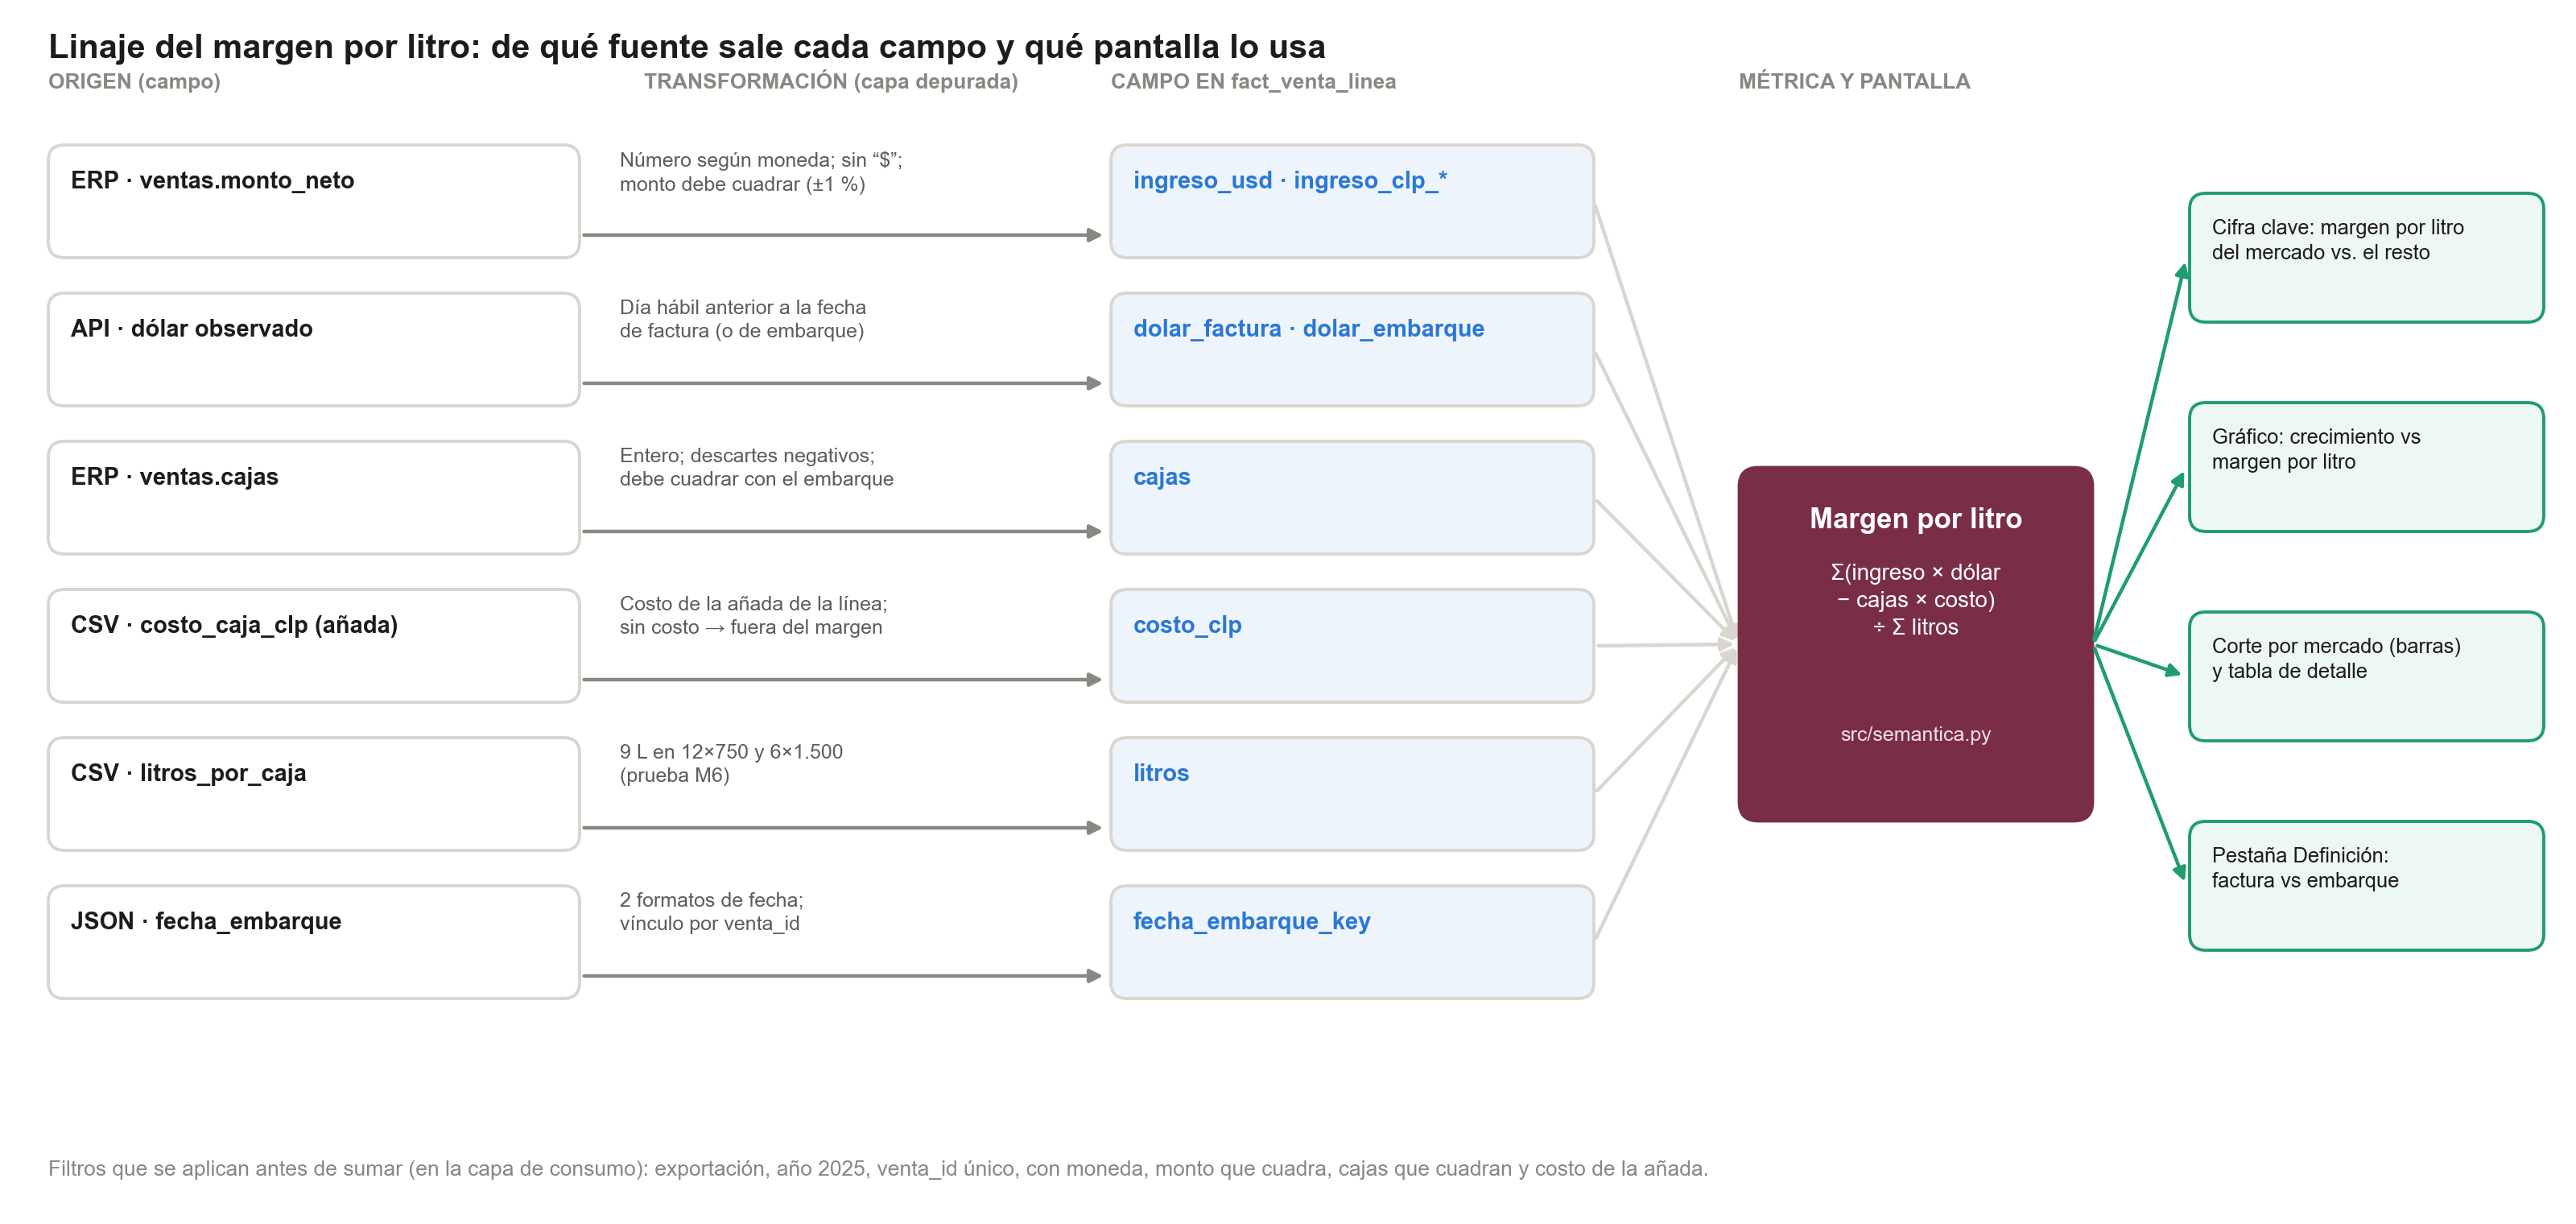 Linaje del margen por litro: de qué fuente sale cada campo y qué pantalla lo usa
ORIGEN (campo)
TRANSFORMACIÓN (capa depurada)
CAMPO EN fact_venta_linea
MÉTRICA Y PANTALLA
ERP · ventas.monto_neto
Número según moneda; sin “$”;
monto debe cuadrar (±1 %)
ingreso_usd · ingreso_clp_*
API · dólar observado
Día hábil anterior a la fecha
de factura (o de embarque)
dolar_factura · dolar_embarque
ERP · ventas.cajas
Entero; descartes negativos;
debe cuadrar con el embarque
cajas
CSV · costo_caja_clp (añada)
Costo de la añada de la línea;
sin costo → fuera del margen
costo_clp
CSV · litros_por_caja
9 L en 12×750 y 6×1.500
(prueba M6)
litros
JSON · fecha_embarque
2 formatos de fecha;
vínculo por venta_id
fecha_embarque_key
Margen por litro
Σ(ingreso × dólar
− cajas × costo)
÷ Σ litros
src/semantica.py
Cifra clave: margen por litro
del mercado vs. el resto
Gráfico: crecimiento vs
margen por litro
Corte por mercado (barras)
y tabla de detalle
Pestaña Definición:
factura vs embarque
Filtros que se aplican antes de sumar (en la capa de consumo): exportación, año 2025, venta_id único, con moneda, monto que cuadra, cajas que cuadran y costo de la añada.